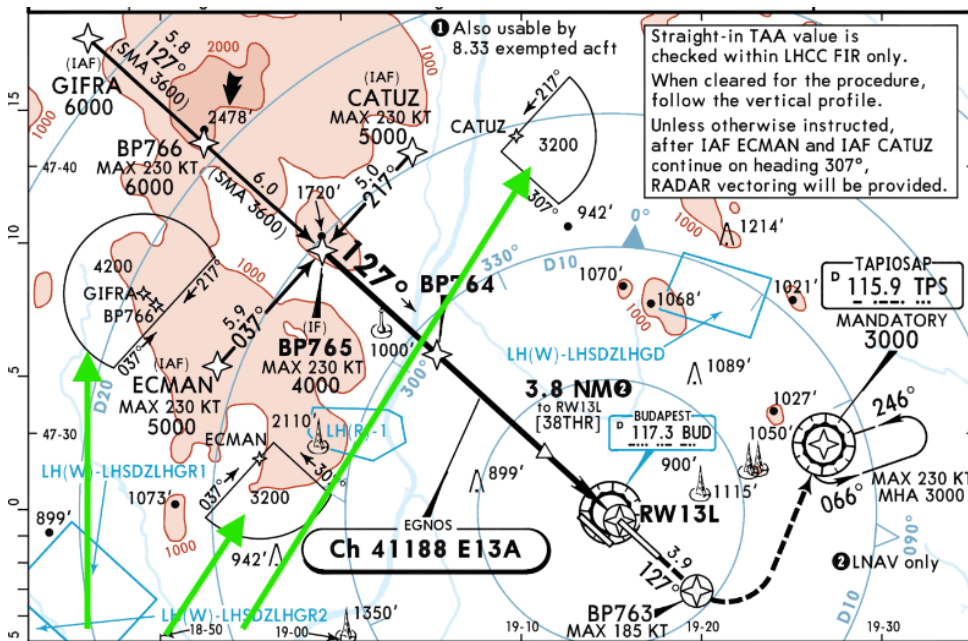 5.8
127°
(SMA 3600)
(IAF)
GIFRA
6000
2000
1000
2478'
❶ Also usable by
8.33 exempted acft
Straight-in TAA value is
checked within LHCC FIR only.
When cleared for the procedure,
follow the vertical profile.
Unless otherwise instructed,
after IAF ECMAN and IAF CATUZ
continue on heading 307°,
RADAR vectoring will be provided.
(IAF)
CATUZ
MAX 230 KT
5000
1000
217°
CATUZ
3200
307°
15
1000
47-40
BP766
MAX 230 KT
6000
6.0
(SMA 3600)
5.0
217°
1720'
942'
1000
1214'
10
4200
GIFRA
BP766
217°
037°
1000
127°
BP764
330°
D10
0°
1070'
1068'
1000
1021'
LH(W)-LHSDZLHGD
TAPIOSAP
D 115.9 TPS
MANDATORY
3000
5.9
037°
(IF)
BP765
MAX 230 KT
4000
1000'
300°
5
D20
(IAF)
ECMAN
MAX 230 KT
5000
3.8 NM❷
to RW13L
[38THR]
1089'
1027'
1000
1050'
246°
066°
MAX 230 KT
MHA 3000
47-30
ECMAN
2110'
LH(R)-1
BUDAPEST
D 117.3 BUD
900'
1115'
LH(W)-LHSDZLHGR1
037°
3200
899'
RW13L
0
899'
1073'
1000
942'
EGNOS
Ch 41188 E13A
3.9
127°
❷ LNAV only
090°
BP763
MAX 185 KT
D10
LH(W)-LHSDZLHGR2
1350'
5
18-50
19-00
19-10
19-20
19-30